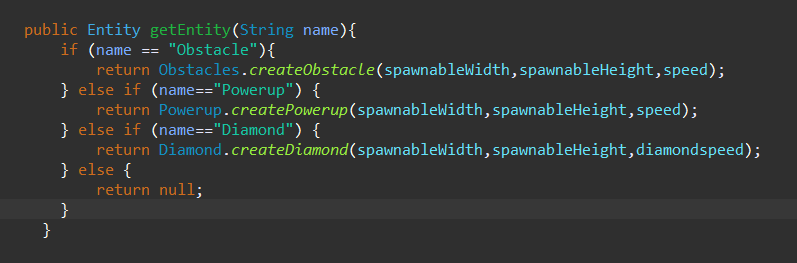 public Entity getEntity(String name){
if (name == "Obstacle"){
return Obstacles.createObstacle(spawnableWidth,spawnableHeight,speed);
} else if (name=="Powerup") {
return Powerup.createPowerup(spawnableWidth,spawnableHeight,speed);
} else if (name=="Diamond") {
return Diamond.createDiamond(spawnableWidth,spawnableHeight,diamondspeed);
} else {
return null;
}
}